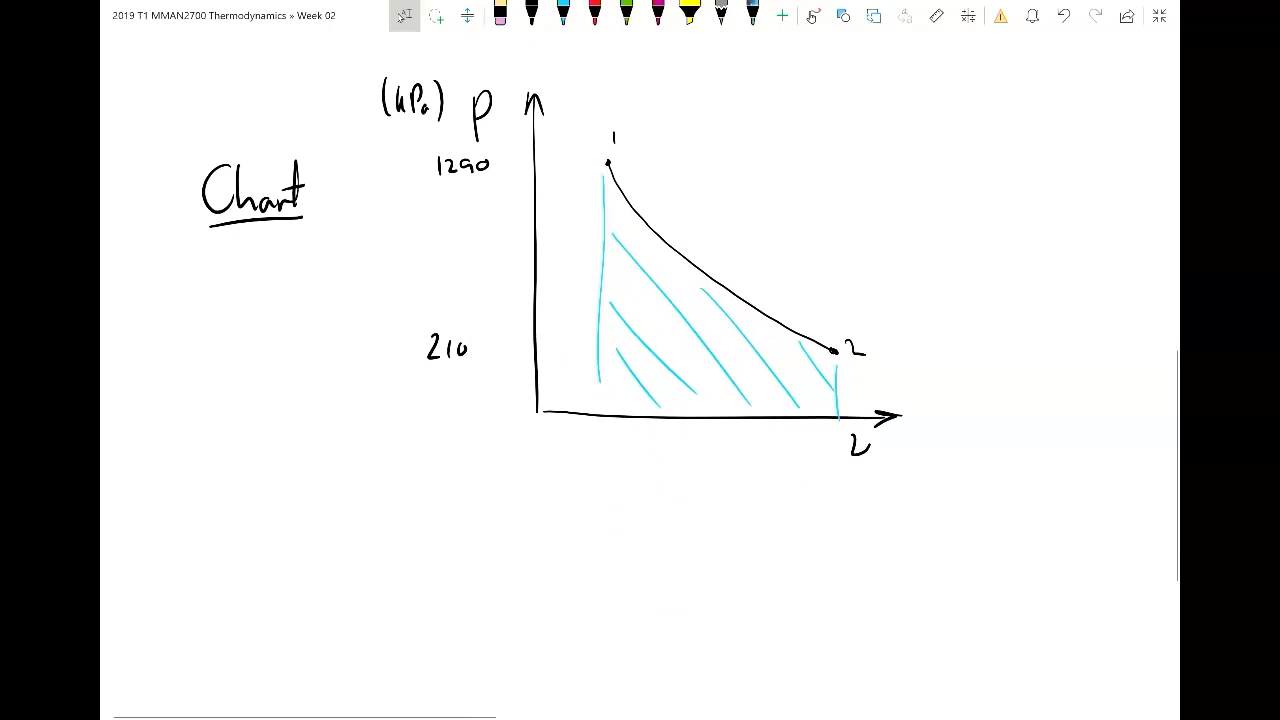 2019 T1 MMAN2700 Thermodynamics » Week 02
(kPa) P
1
1290
Chart
210
2